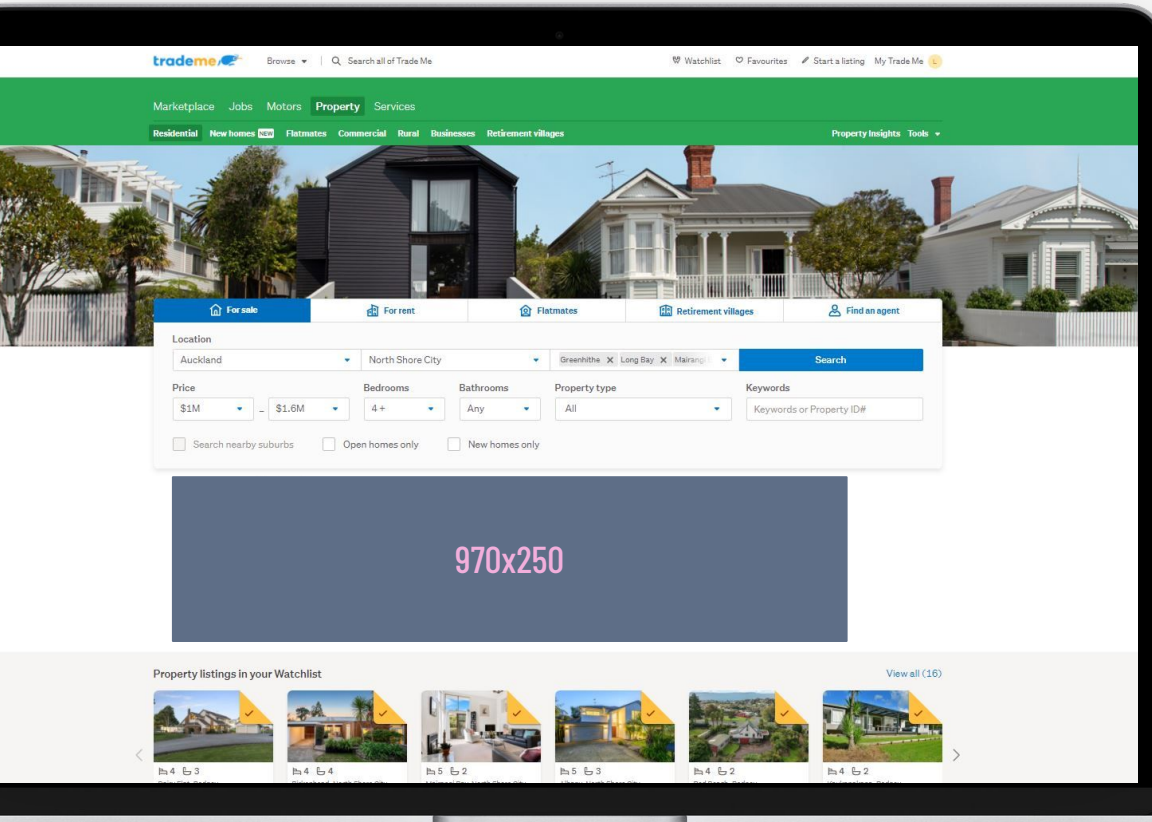 trademe Browse Search all of Trade Me Watchlist Favourites Start a listing My Trade Me L
Marketplace Jobs Motors Property Services
Residential New homes NEW Flatmates Commercial Rural Businesses Retirement villages Property Insights Tools
For sale For rent Flatmates Retirement villages Find an agent
Location
Auckland North Shore City Greenhithe X Long Bay X Mairangi Search
Price Bedrooms Bathrooms Property type Keywords
$1M - $1.6M 4+ Any All Keywords or Property ID#
Search nearby suburbs Open homes only New homes only
970x250
Property listings in your Watchlist View all (16)
4 3 4 4 5 2 5 3 4 2 4 2